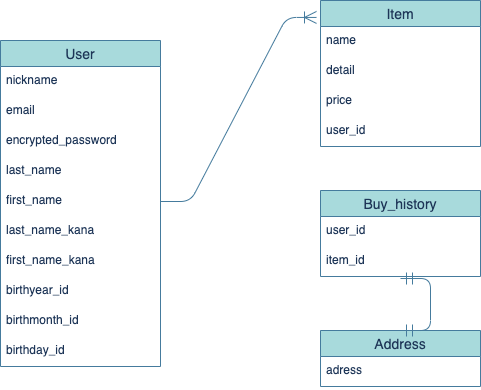 User
nickname
email
encrypted_password
last_name
first_name
last_name_kana
first_name_kana
birthyear_id
birthmonth_id
birthday_id
Item
name
detail
price
user_id
Buy_history
user_id
item_id
Address
adress